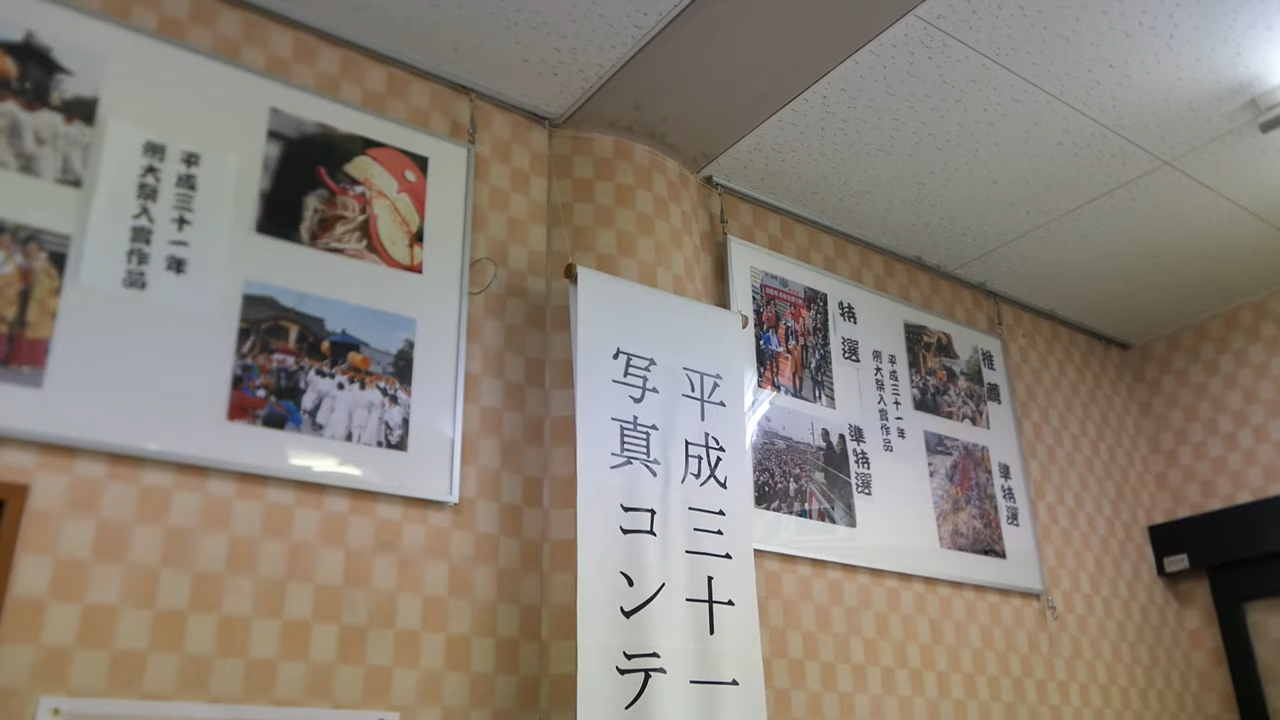 平成三十一年
例大祭入賞作品
平成三十一
写真コンテ
特選
準特選
平成三十一年
例大祭入賞作品
推薦
準特選